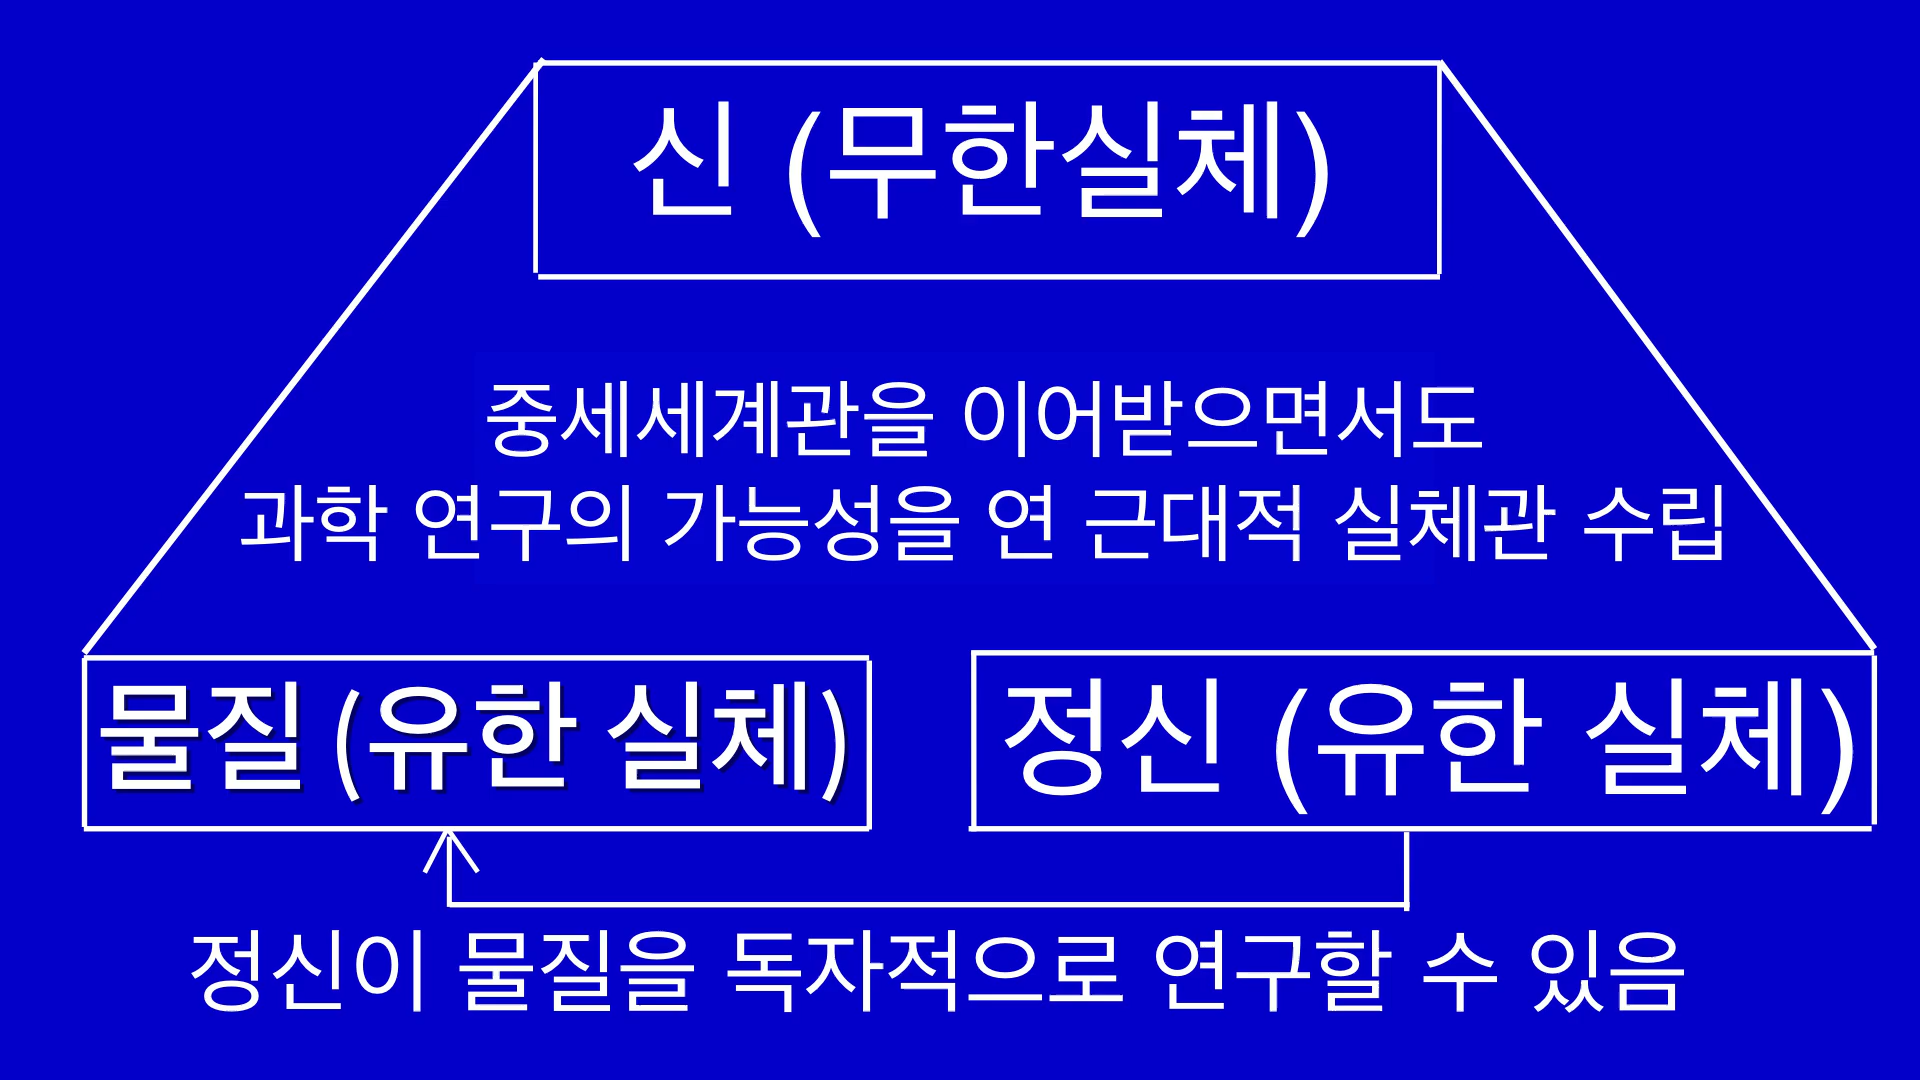 신 (무한실체)
중세세계관을 이어받으면서도
과학 연구의 가능성을 연 근대적 실체관 수립
물질 (유한 실체)
정신 (유한 실체)
정신이 물질을 독자적으로 연구할 수 있음